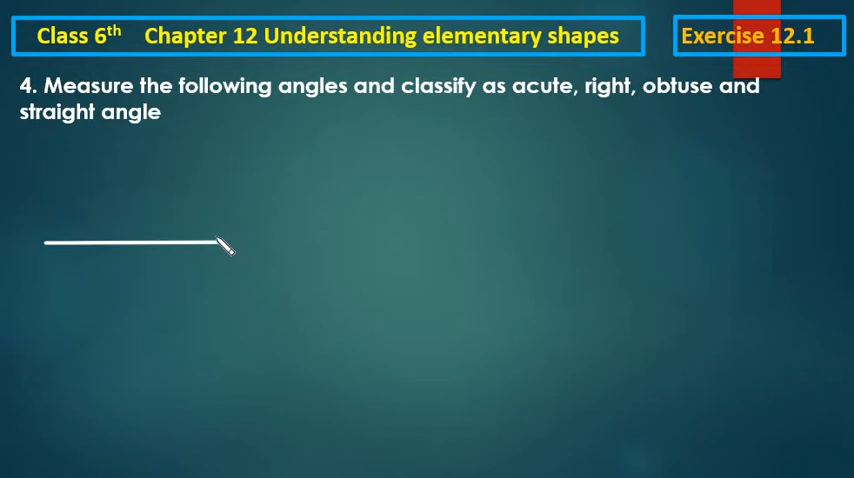 Class 6th Chapter 12 Understanding elementary shapes
Exercise 12.1
4. Measure the following angles and classify as acute, right, obtuse and
straight angle